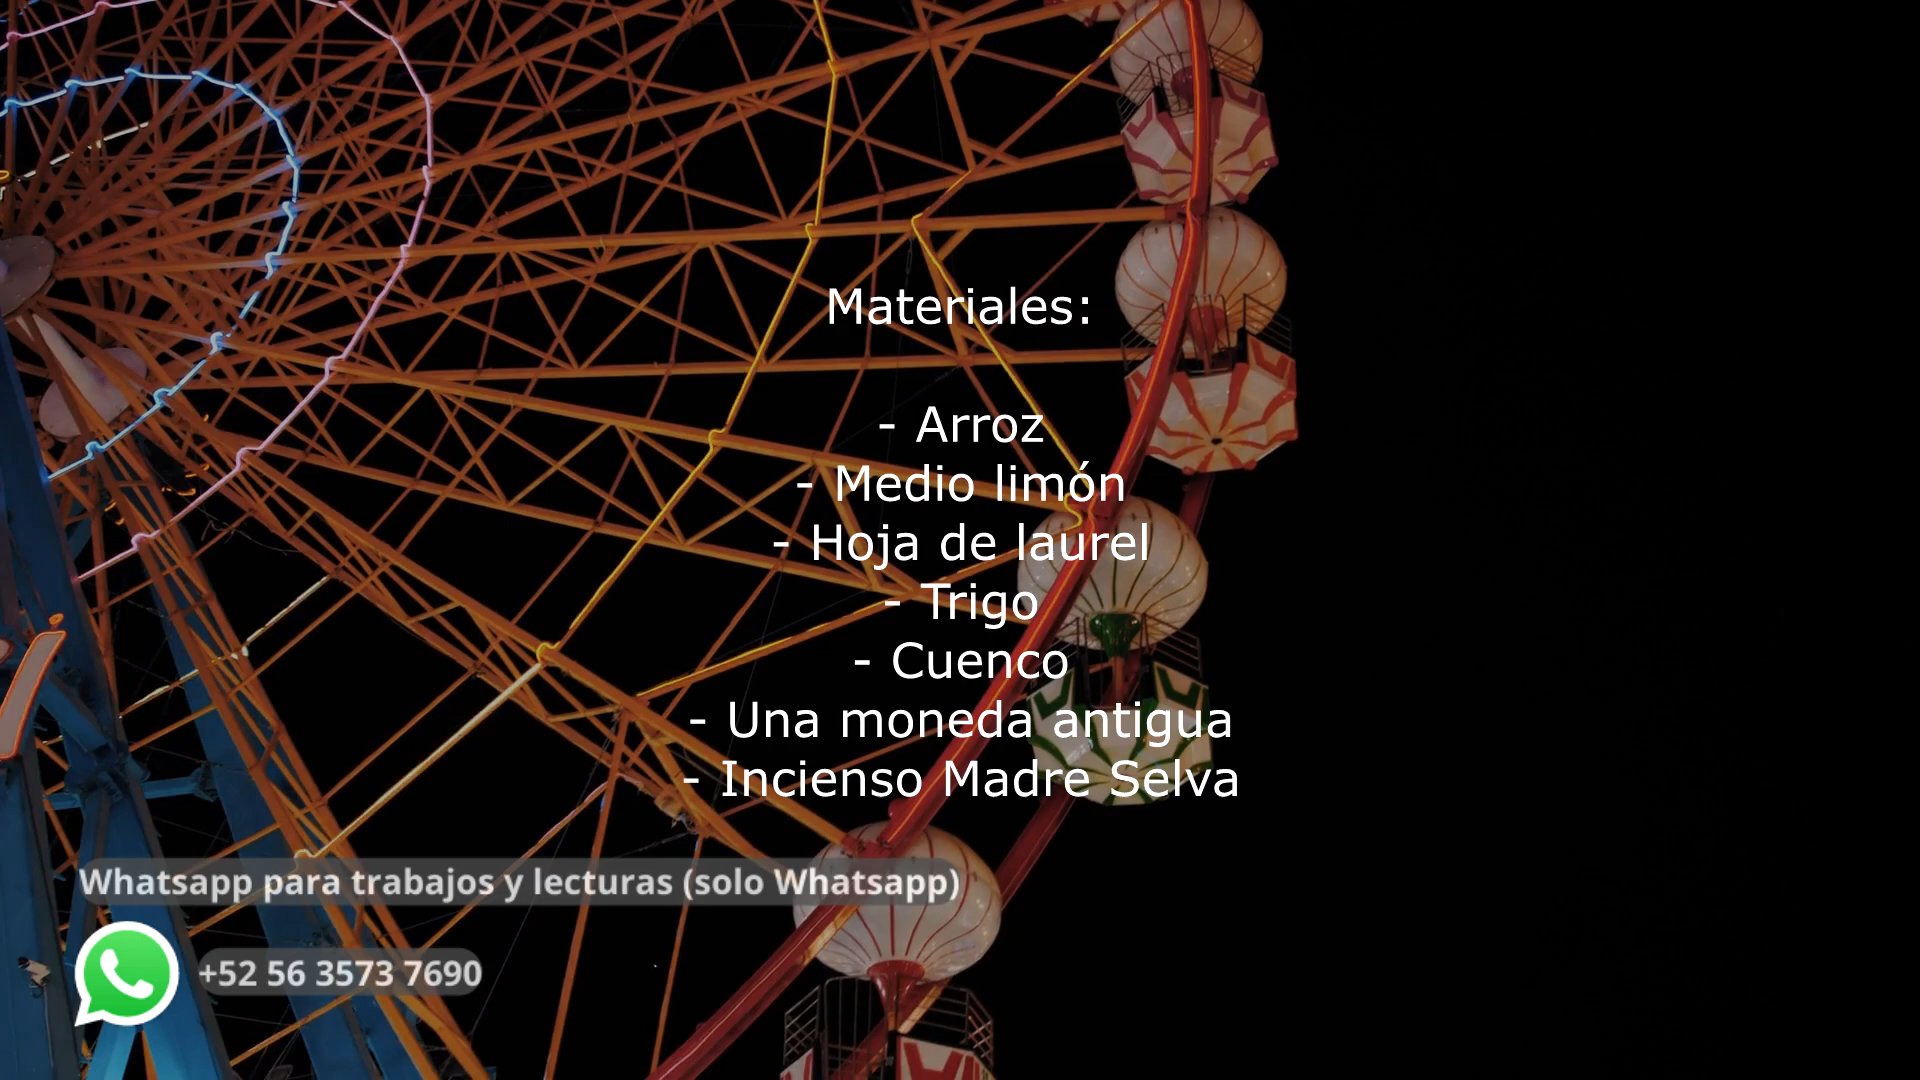 Materiales:
- Arroz
- Medio limón
- Hoja de laurel
- Trigo
- Cuenco
- Una moneda antigua
- Incienso Madre Selva
Whatsapp para trabajos y lecturas (solo Whatsapp)
+52 56 3573 7690